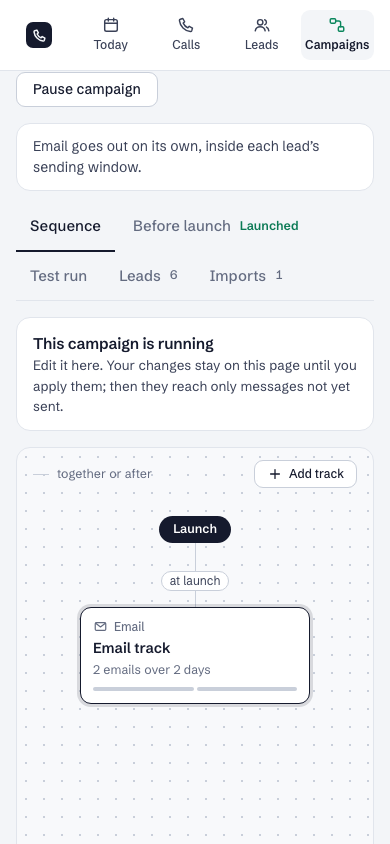 Today
Calls
Leads
Campaigns
Pause campaign
Email goes out on its own, inside each lead’s
sending window.
Sequence
Before launch Launched
Test run
Leads 6
Imports 1
This campaign is running
Edit it here. Your changes stay on this page until you
apply them; then they reach only messages not yet
sent.
together or after
Add track
Launch
at launch
Email
Email track
2 emails over 2 days